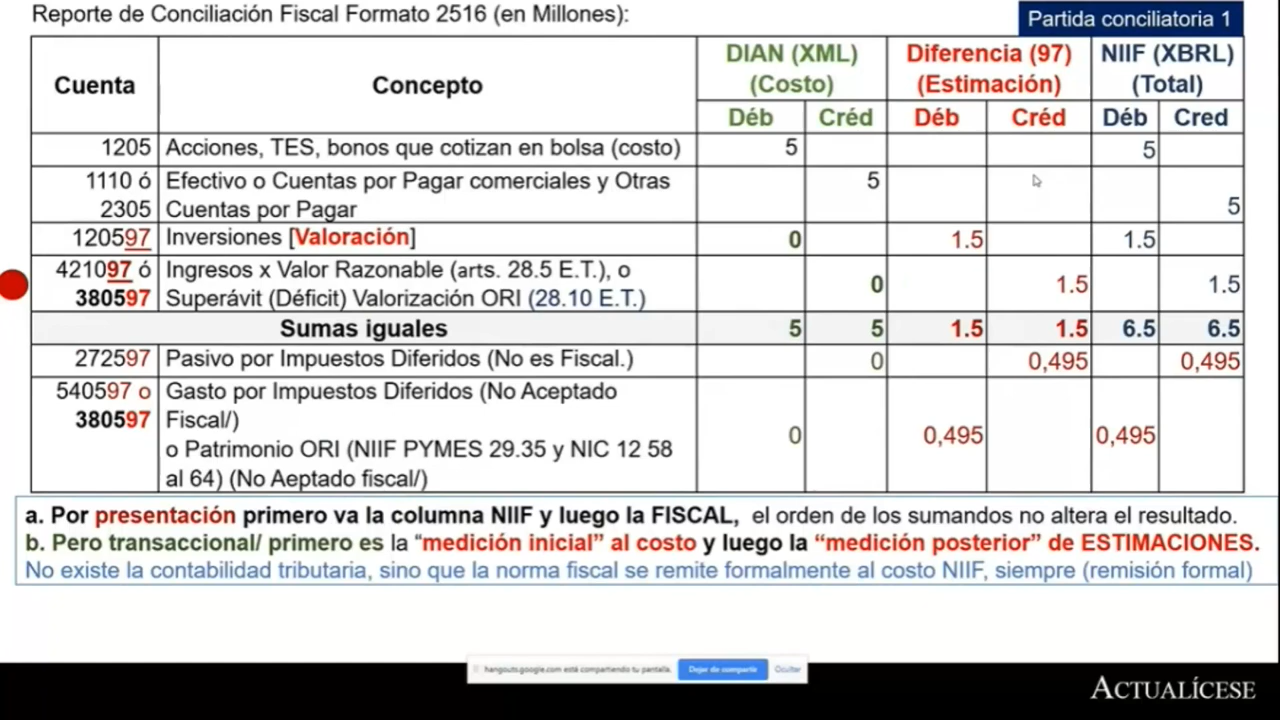 Reporte de Conciliación Fiscal Formato 2516 (en Millones):
Partida conciliatoria 1
Cuenta
Concepto
DIAN (XML)
(Costo)
Diferencia (97)
(Estimación)
NIIF (XBRL)
(Total)
Déb
Créd
Déb
Créd
Déb
Cred
1205 Acciones, TES, bonos que cotizan en bolsa (costo) 5 5
1110 ó Efectivo o Cuentas por Pagar comerciales y Otras 5
2305 Cuentas por Pagar 5
120597 Inversiones [Valoración] 0 1.5 1.5
421097 ó Ingresos x Valor Razonable (arts. 28.5 E.T.), o
380597 Superávit (Déficit) Valorización ORI (28.10 E.T.)
0 1.5 1.5
Sumas iguales 5 5 1.5 1.5 6.5 6.5
272597 Pasivo por Impuestos Diferidos (No es Fiscal.) 0 0,495 0,495
540597 o Gasto por Impuestos Diferidos (No Aceptado
380597 Fiscal/)
o Patrimonio ORI (NIIF PYMES 29.35 y NIC 12 58
al 64) (No Aeptado fiscal/)
0 0,495 0,495
a. Por presentación primero va la columna NIIF y luego la FISCAL, el orden de los sumandos no altera el resultado.
b. Pero transaccional/ primero es la “medición inicial” al costo y luego la “medición posterior” de ESTIMACIONES.
No existe la contabilidad tributaria, sino que la norma fiscal se remite formalmente al costo NIIF, siempre (remisión formal)
hangouts.google.com está compartiendo tu pantalla. Dejar de compartir Ocultar
ACTUALÍCESE